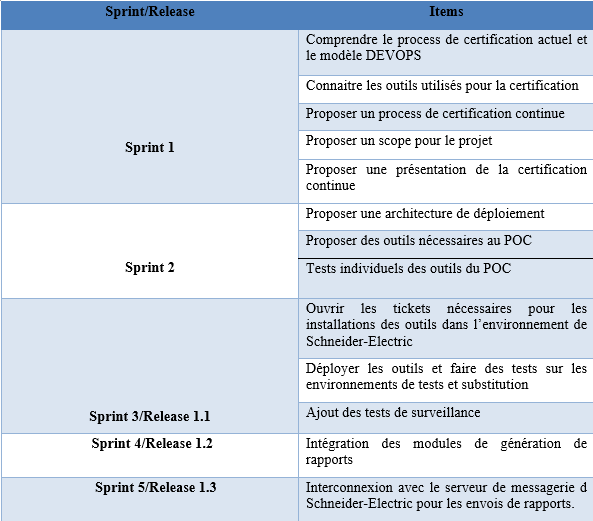 Sprint/Release
Items
Sprint 1
Comprendre le process de certification actuel et
le modèle DEVOPS
Connaitre les outils utilisés pour la certification
Proposer un process de certification continue
Proposer un scope pour le projet
Proposer une présentation de la certification
continue
Sprint 2
Proposer une architecture de déploiement
Proposer des outils nécessaires au POC
Tests individuels des outils du POC
Sprint 3/Release 1.1
Ouvrir les tickets nécessaires pour les
installations des outils dans l’environnement de
Schneider-Electric
Déployer les outils et faire des tests sur les
environnements de tests et substitution
Ajout des tests de surveillance
Sprint 4/Release 1.2
Intégration des modules de génération de
rapports
Sprint 5/Release 1.3
Interconnexion avec le serveur de messagerie d
Schneider-Electric pour les envois de rapports.